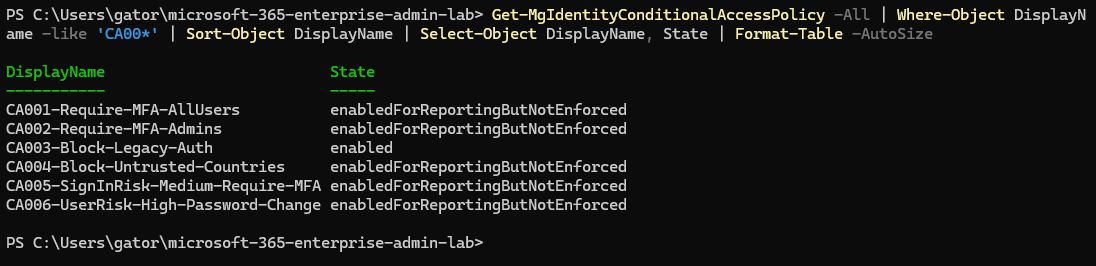 PS C:\Users\gator\microsoft-365-enterprise-admin-lab> Get-MgIdentityConditionalAccessPolicy -All | Where-Object DisplayN
ame -like 'CA00*' | Sort-Object DisplayName | Select-Object DisplayName, State | Format-Table -AutoSize
DisplayName State
----------- -----
CA001-Require-MFA-AllUsers enabledForReportingButNotEnforced
CA002-Require-MFA-Admins enabledForReportingButNotEnforced
CA003-Block-Legacy-Auth enabled
CA004-Block-Untrusted-Countries enabledForReportingButNotEnforced
CA005-SignInRisk-Medium-Require-MFA enabledForReportingButNotEnforced
CA006-UserRisk-High-Password-Change enabledForReportingButNotEnforced
PS C:\Users\gator\microsoft-365-enterprise-admin-lab>